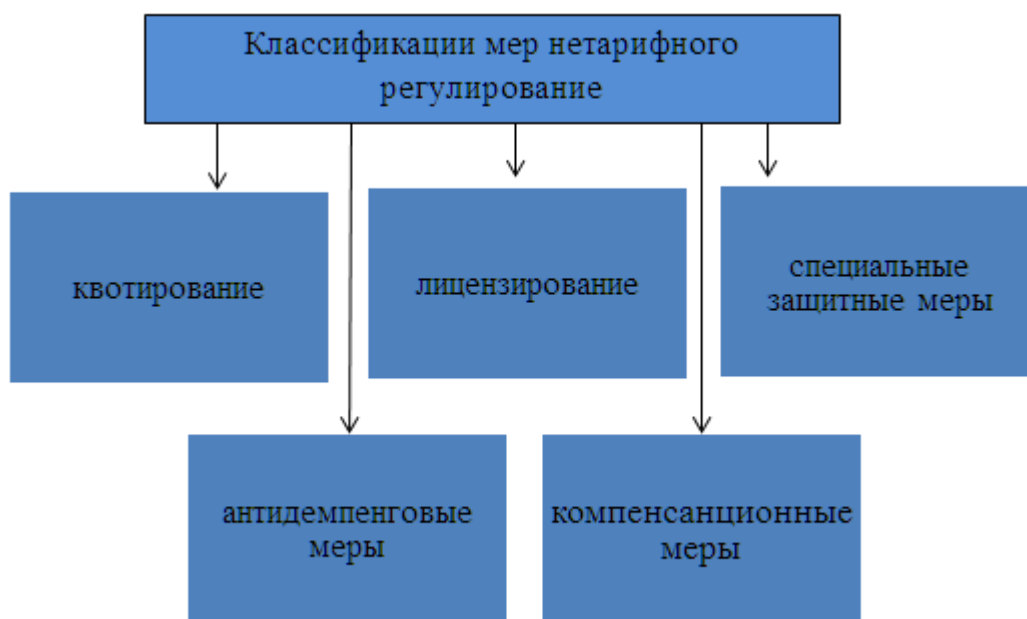 Классификации мер нетарифного
регулирование
квотирование
лицензирование
специальные
защитные меры
антидемпенговые
меры
компенсанционные
меры